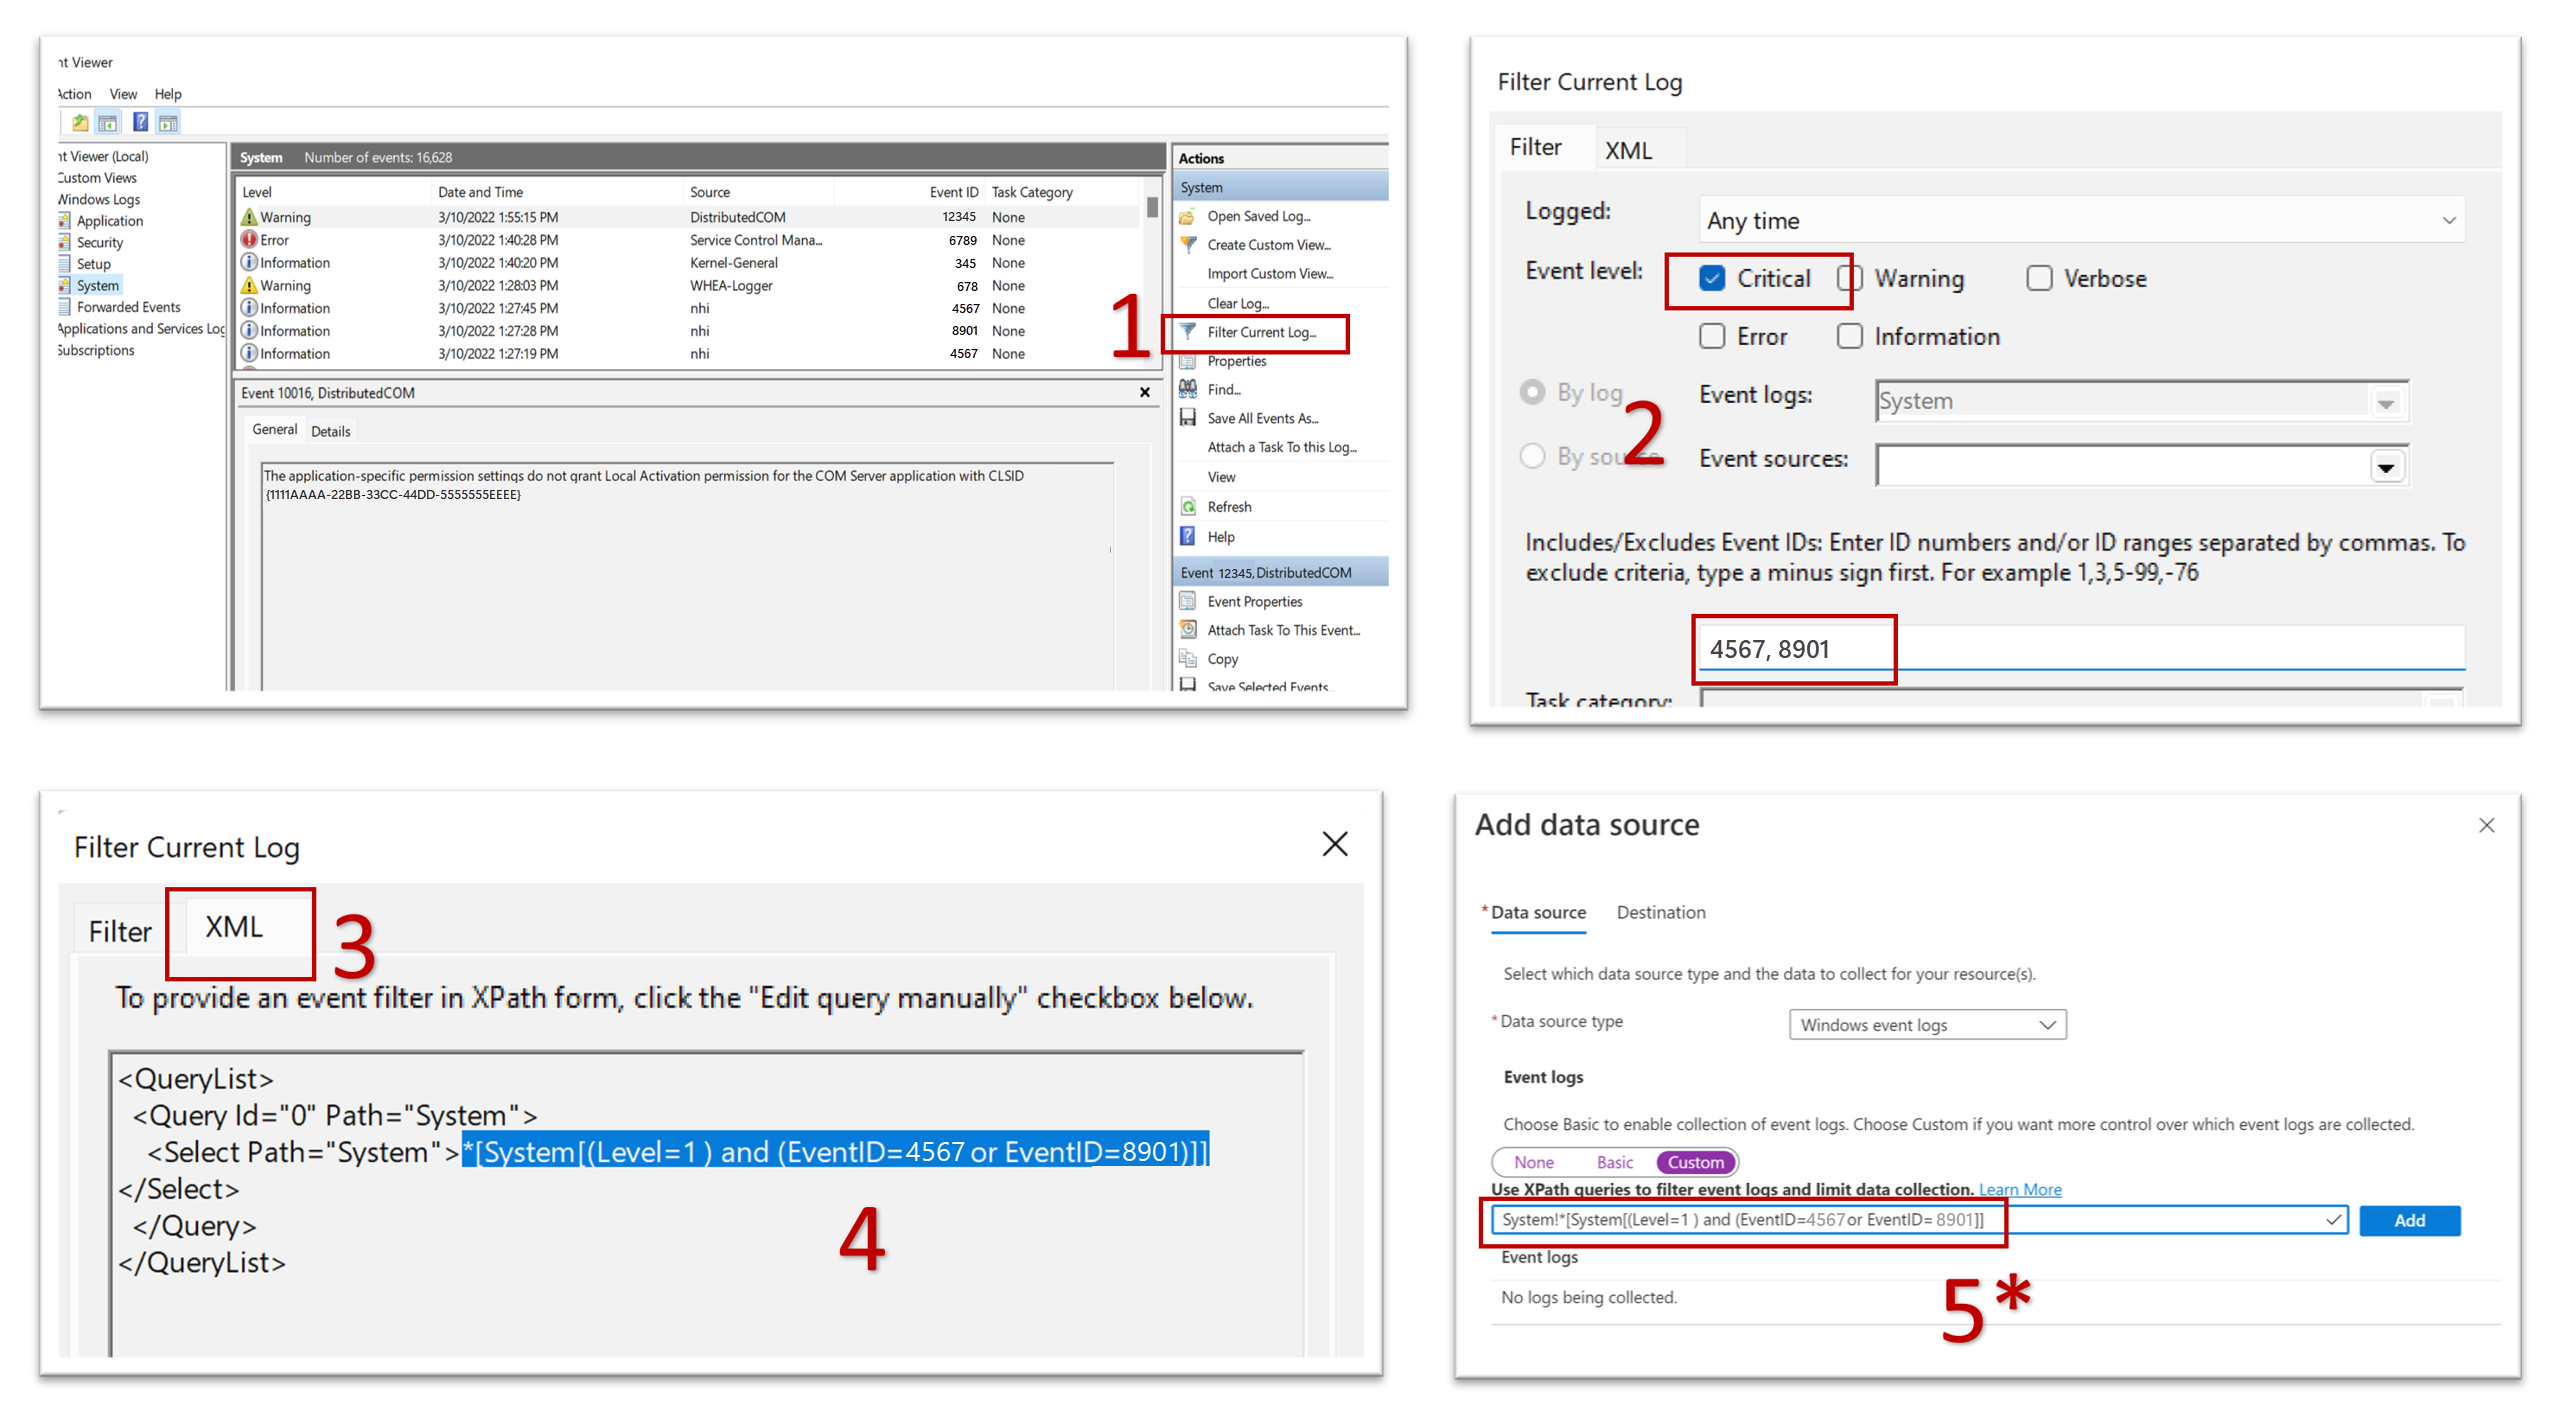 nt Viewer
Action View Help
nt Viewer (Local)
Custom Views
Windows Logs
Application
Security
Setup
System
Forwarded Events
Applications and Services Log
Subscriptions
System Number of events: 16,628
Level Date and Time Source Event ID Task Category
Warning 3/10/2022 1:55:15 PM DistributedCOM 12345 None
Error 3/10/2022 1:40:28 PM Service Control Mana... 6789 None
Information 3/10/2022 1:40:20 PM Kernel-General 345 None
Warning 3/10/2022 1:28:03 PM WHEA-Logger 678 None
Information 3/10/2022 1:27:45 PM nhi 4567 None
Information 3/10/2022 1:27:28 PM nhi 8901 None
Information 3/10/2022 1:27:19 PM nhi 4567 None
Event 10016, DistributedCOM
General Details
The application-specific permission settings do not grant Local Activation permission for the COM Server application with CLSID
{1111AAAA-22BB-33CC-44DD-5555555EEEE}
Actions
System
Open Saved Log...
Create Custom View...
Import Custom View...
Clear Log...
1
Filter Current Log...
Properties
Find...
Save All Events As...
Attach a Task To this Log...
View
Refresh
Help
Event 12345, DistributedCOM
Event Properties
Attach Task To This Event...
Copy
Save Selected Events...
Filter Current Log
Filter XML
Logged: Any time
Event level: Critical Warning Verbose
Error Information
By log Event logs: System
2
By source Event sources:
Includes/Excludes Event IDs: Enter ID numbers and/or ID ranges separated by commas. To
exclude criteria, type a minus sign first. For example 1,3,5-99,-76
4567, 8901
Task category:
Filter Current Log
Filter XML
3
To provide an event filter in XPath form, click the "Edit query manually" checkbox below.
<QueryList>
<Query Id="0" Path="System">
<Select Path="System">*[System[(Level=1 ) and (EventID=4567 or EventID=8901)]]
</Select>
</Query>
</QueryList>
4
Add data source
* Data source Destination
Select which data source type and the data to collect for your resource(s).
* Data source type Windows event logs
Event logs
Choose Basic to enable collection of event logs. Choose Custom if you want more control over which event logs are collected.
None Basic Custom
Use XPath queries to filter event logs and limit data collection. Learn More
System!*[System[(Level=1 ) and (EventID=4567 or EventID= 8901]] Add
Event logs
No logs being collected.
5*